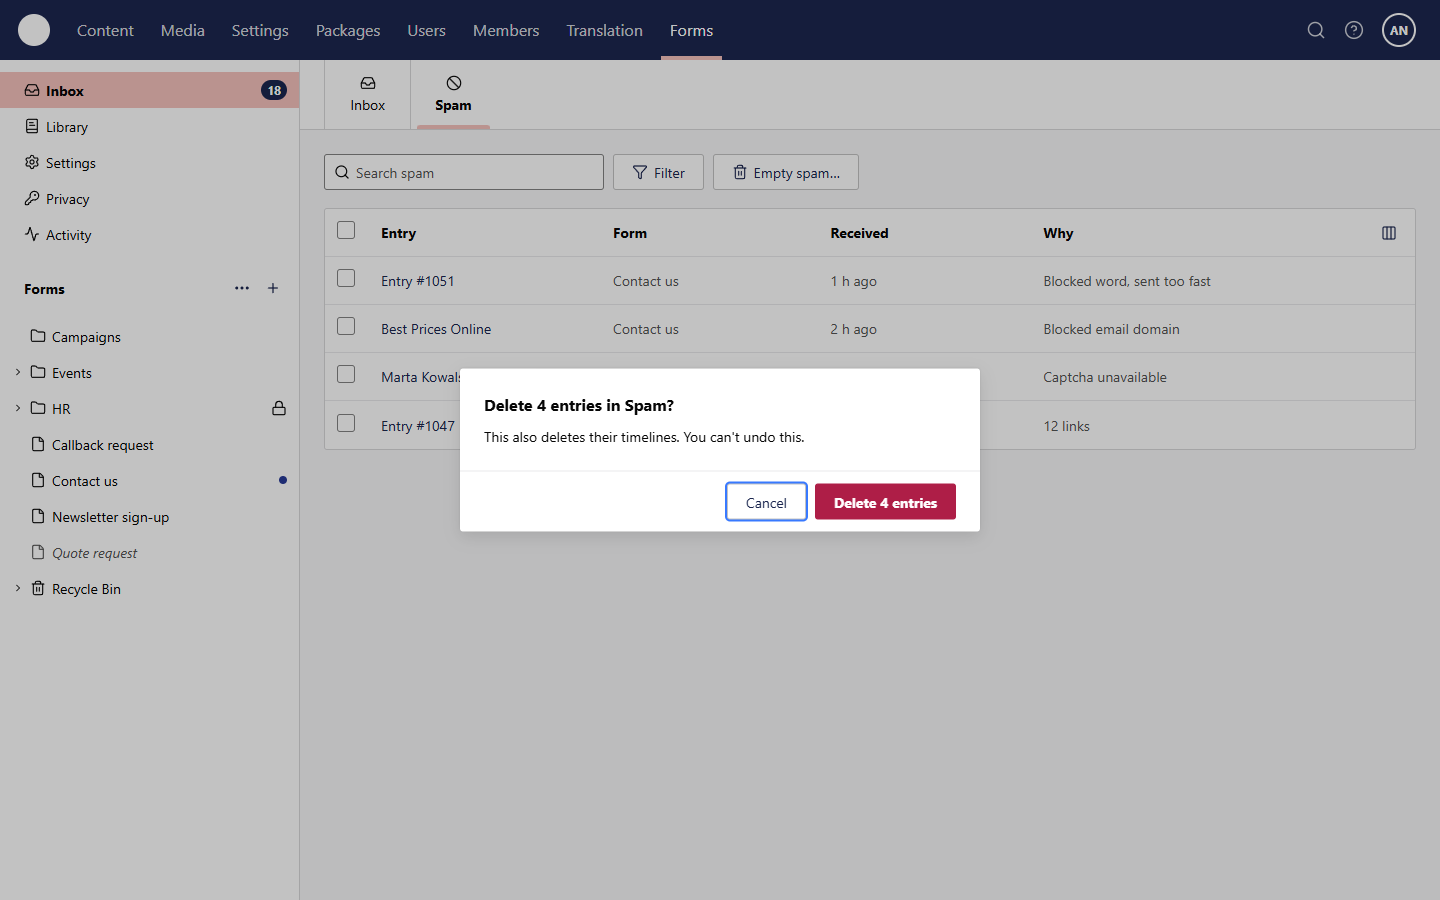 Content Media Settings Packages Users Members Translation Forms AN
Inbox 18
Library
Settings
Privacy
Activity
Forms
Campaigns
Events
HR
Callback request
Contact us
Newsletter sign-up
Quote request
Recycle Bin
Inbox Spam
Search spam Filter Empty spam...
Entry Form Received Why
Entry #1051 Contact us 1 h ago Blocked word, sent too fast
Best Prices Online Contact us 2 h ago Blocked email domain
Marta Captcha unavailable
Entry #1047 12 links
Delete 4 entries in Spam?
This also deletes their timelines. You can't undo this.
Cancel Delete 4 entries